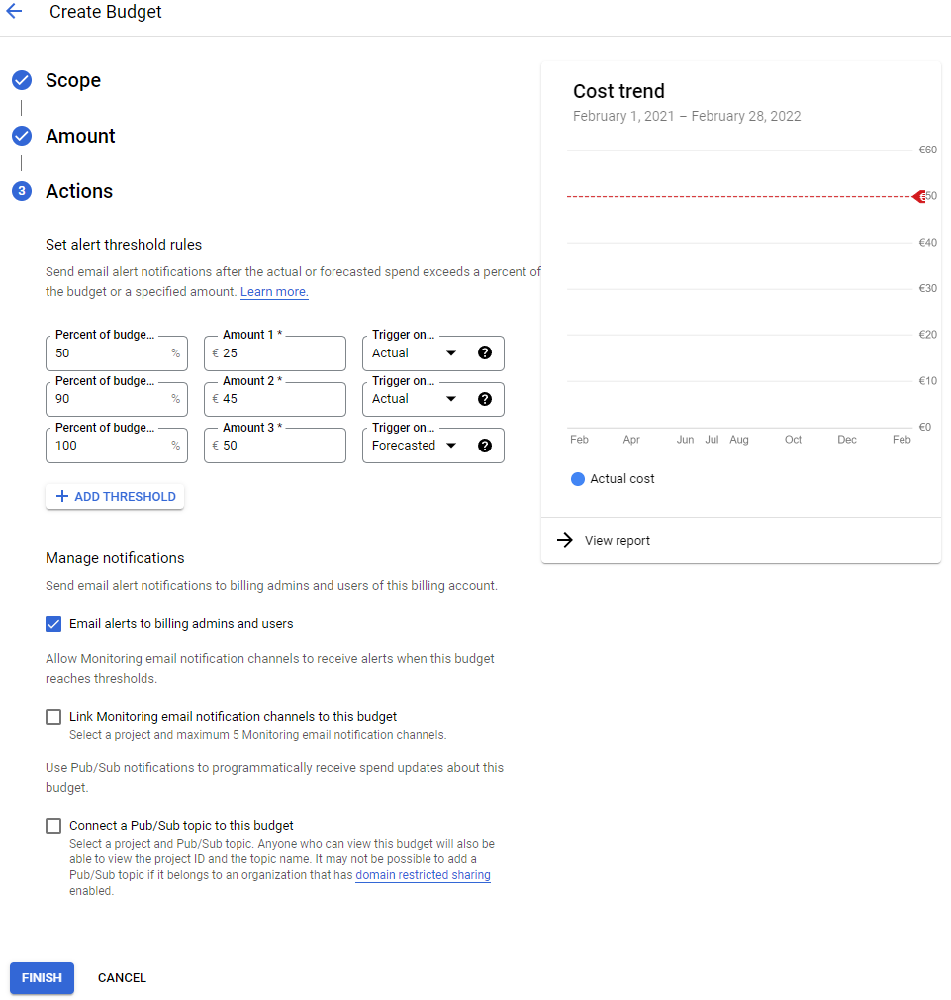 Create Budget
Scope
Amount
3 Actions
Set alert threshold rules
Send email alert notifications after the actual or forecasted spend exceeds a percent of
the budget or a specified amount. Learn more.
Percent of budge... Amount 1 * Trigger on...
50 % € 25 Actual ?
Percent of budge... Amount 2 * Trigger on...
90 % € 45 Actual ?
Percent of budge... Amount 3 * Trigger on...
100 % € 50 Forecasted ?
+ ADD THRESHOLD
Manage notifications
Send email alert notifications to billing admins and users of this billing account.
Email alerts to billing admins and users
Allow Monitoring email notification channels to receive alerts when this budget
reaches thresholds.
Link Monitoring email notification channels to this budget
Select a project and maximum 5 Monitoring email notification channels.
Use Pub/Sub notifications to programmatically receive spend updates about this
budget.
Connect a Pub/Sub topic to this budget
Select a project and Pub/Sub topic. Anyone who can view this budget will also be
able to view the project ID and the topic name. It may not be possible to add a
Pub/Sub topic if it belongs to an organization that has domain restricted sharing
enabled.
FINISH CANCEL
Cost trend
February 1, 2021 – February 28, 2022
€60
€50
€40
€30
€20
€10
€0
Feb Apr Jun Jul Aug Oct Dec Feb
Actual cost
View report